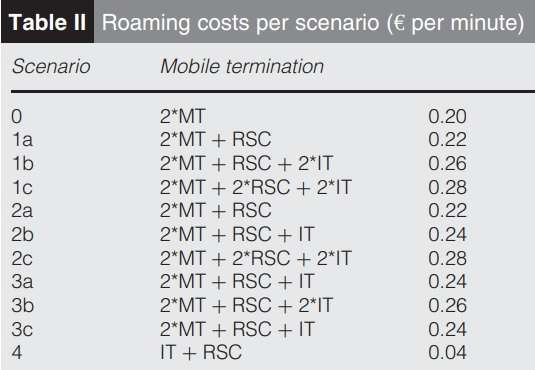 Table II Roaming costs per scenario (€ per minute)
Scenario Mobile termination
0 2*MT 0.20
1a 2*MT + RSC 0.22
1b 2*MT + RSC + 2*IT 0.26
1c 2*MT + 2*RSC + 2*IT 0.28
2a 2*MT + RSC 0.22
2b 2*MT + RSC + IT 0.24
2c 2*MT + 2*RSC + 2*IT 0.28
3a 2*MT + RSC + IT 0.24
3b 2*MT + RSC + 2*IT 0.26
3c 2*MT + RSC + IT 0.24
4 IT + RSC 0.04